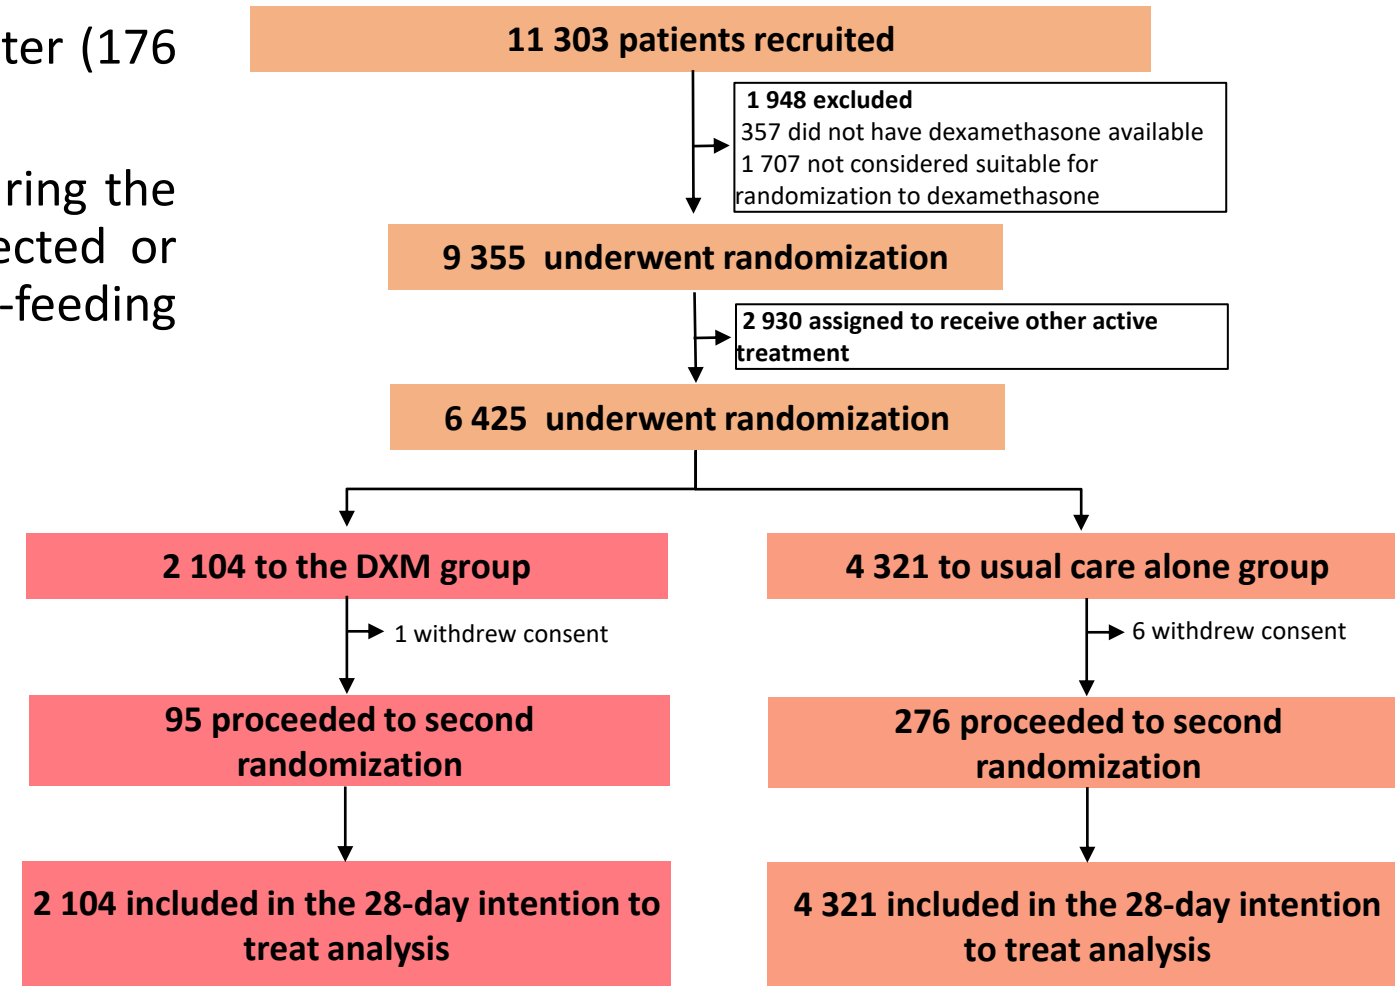 ter (176
ring the
ected or
-feeding
11 303 patients recruited
1 948 excluded
357 did not have dexamethasone available
1 707 not considered suitable for
randomization to dexamethasone
9 355 underwent randomization
2 930 assigned to receive other active
treatment
6 425 underwent randomization
2 104 to the DXM group
4 321 to usual care alone group
1 withdrew consent
6 withdrew consent
95 proceeded to second
randomization
276 proceeded to second
randomization
2 104 included in the 28-day intention to
treat analysis
4 321 included in the 28-day intention
to treat analysis